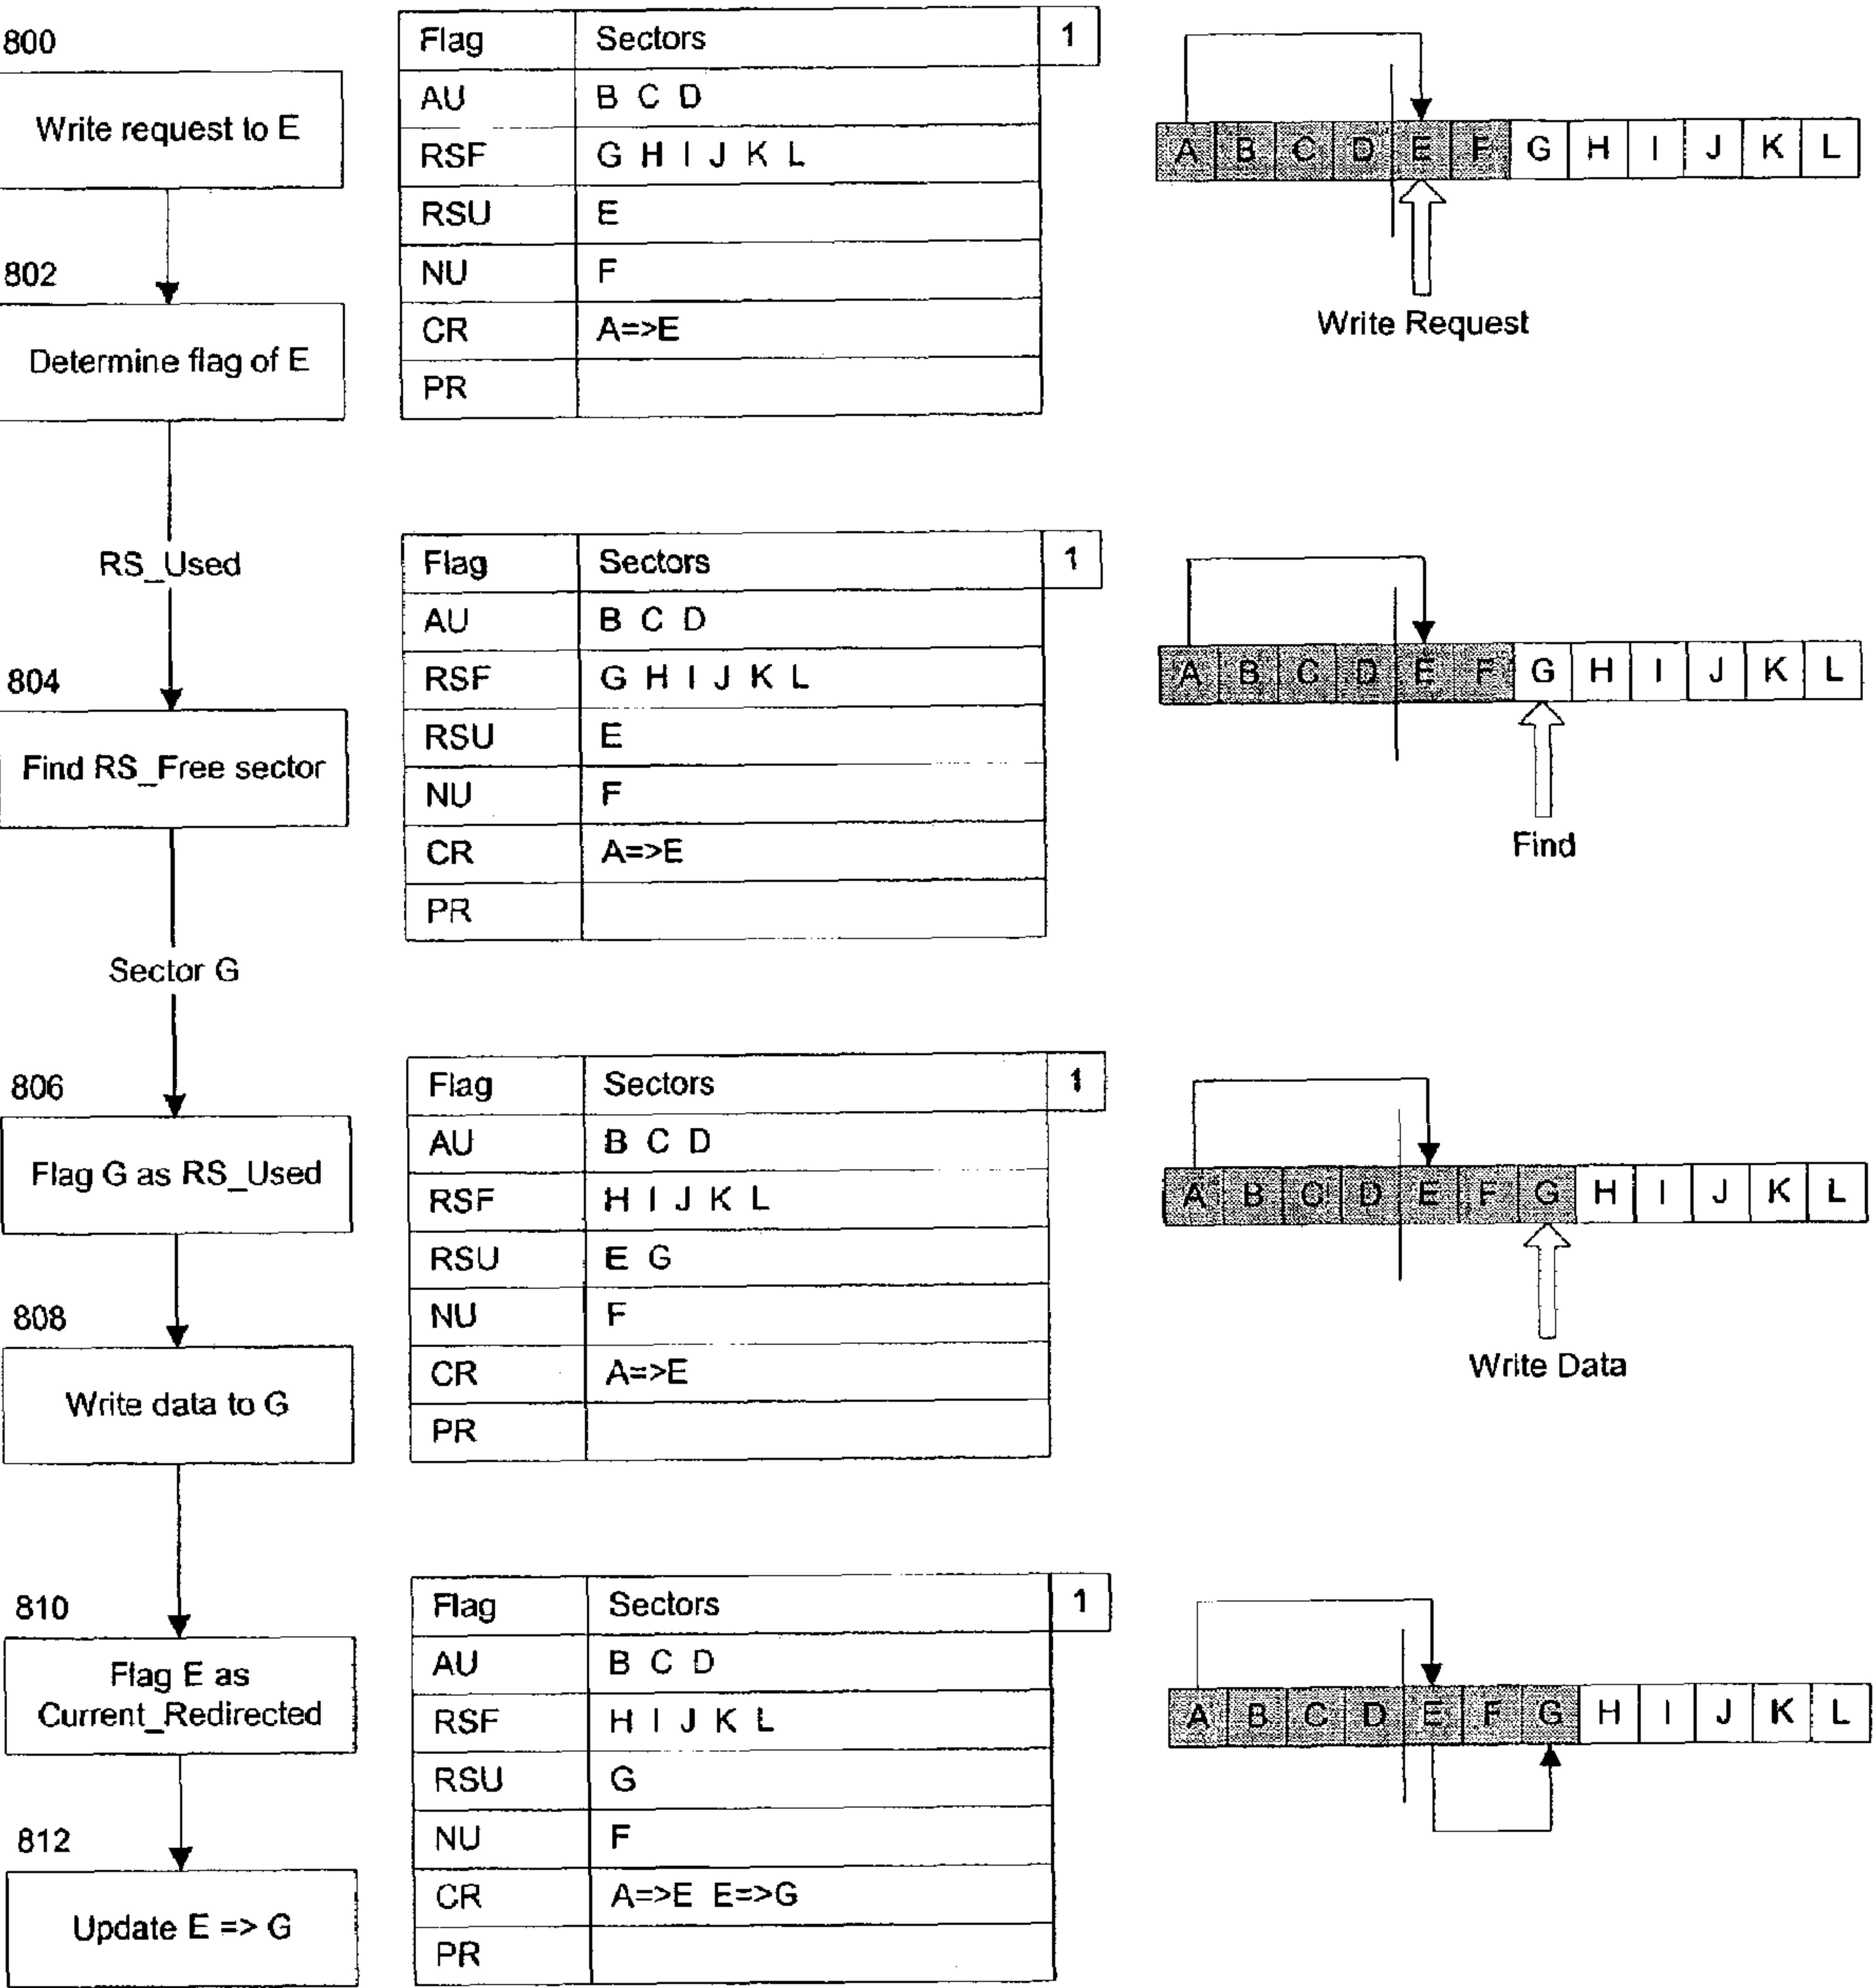 800
Write request to E
802
Determine flag of E
RS_Used
804
Find RS_Free sector
Sector G
806
Flag G as RS_Used
808
Write data to G
810
Flag E as
Current_Redirected
812
Update E => G
Flag Sectors 1
AU B C D
RSF G H I J K L
RSU E
NU F
CR A=>E
PR
A B C D E F G H I J K L
Write Request
Flag Sectors 1
AU B C D
RSF G H I J K L
RSU E
NU F
CR A=>E
PR
A B C D E F G H I J K L
Find
Flag Sectors 1
AU B C D
RSF H I J K L
RSU E G
NU F
CR A=>E
PR
A B C D E F G H I J K L
Write Data
Flag Sectors 1
AU B C D
RSF H I J K L
RSU G
NU F
CR A=>E E=>G
PR
A B C D E F G H I J K L